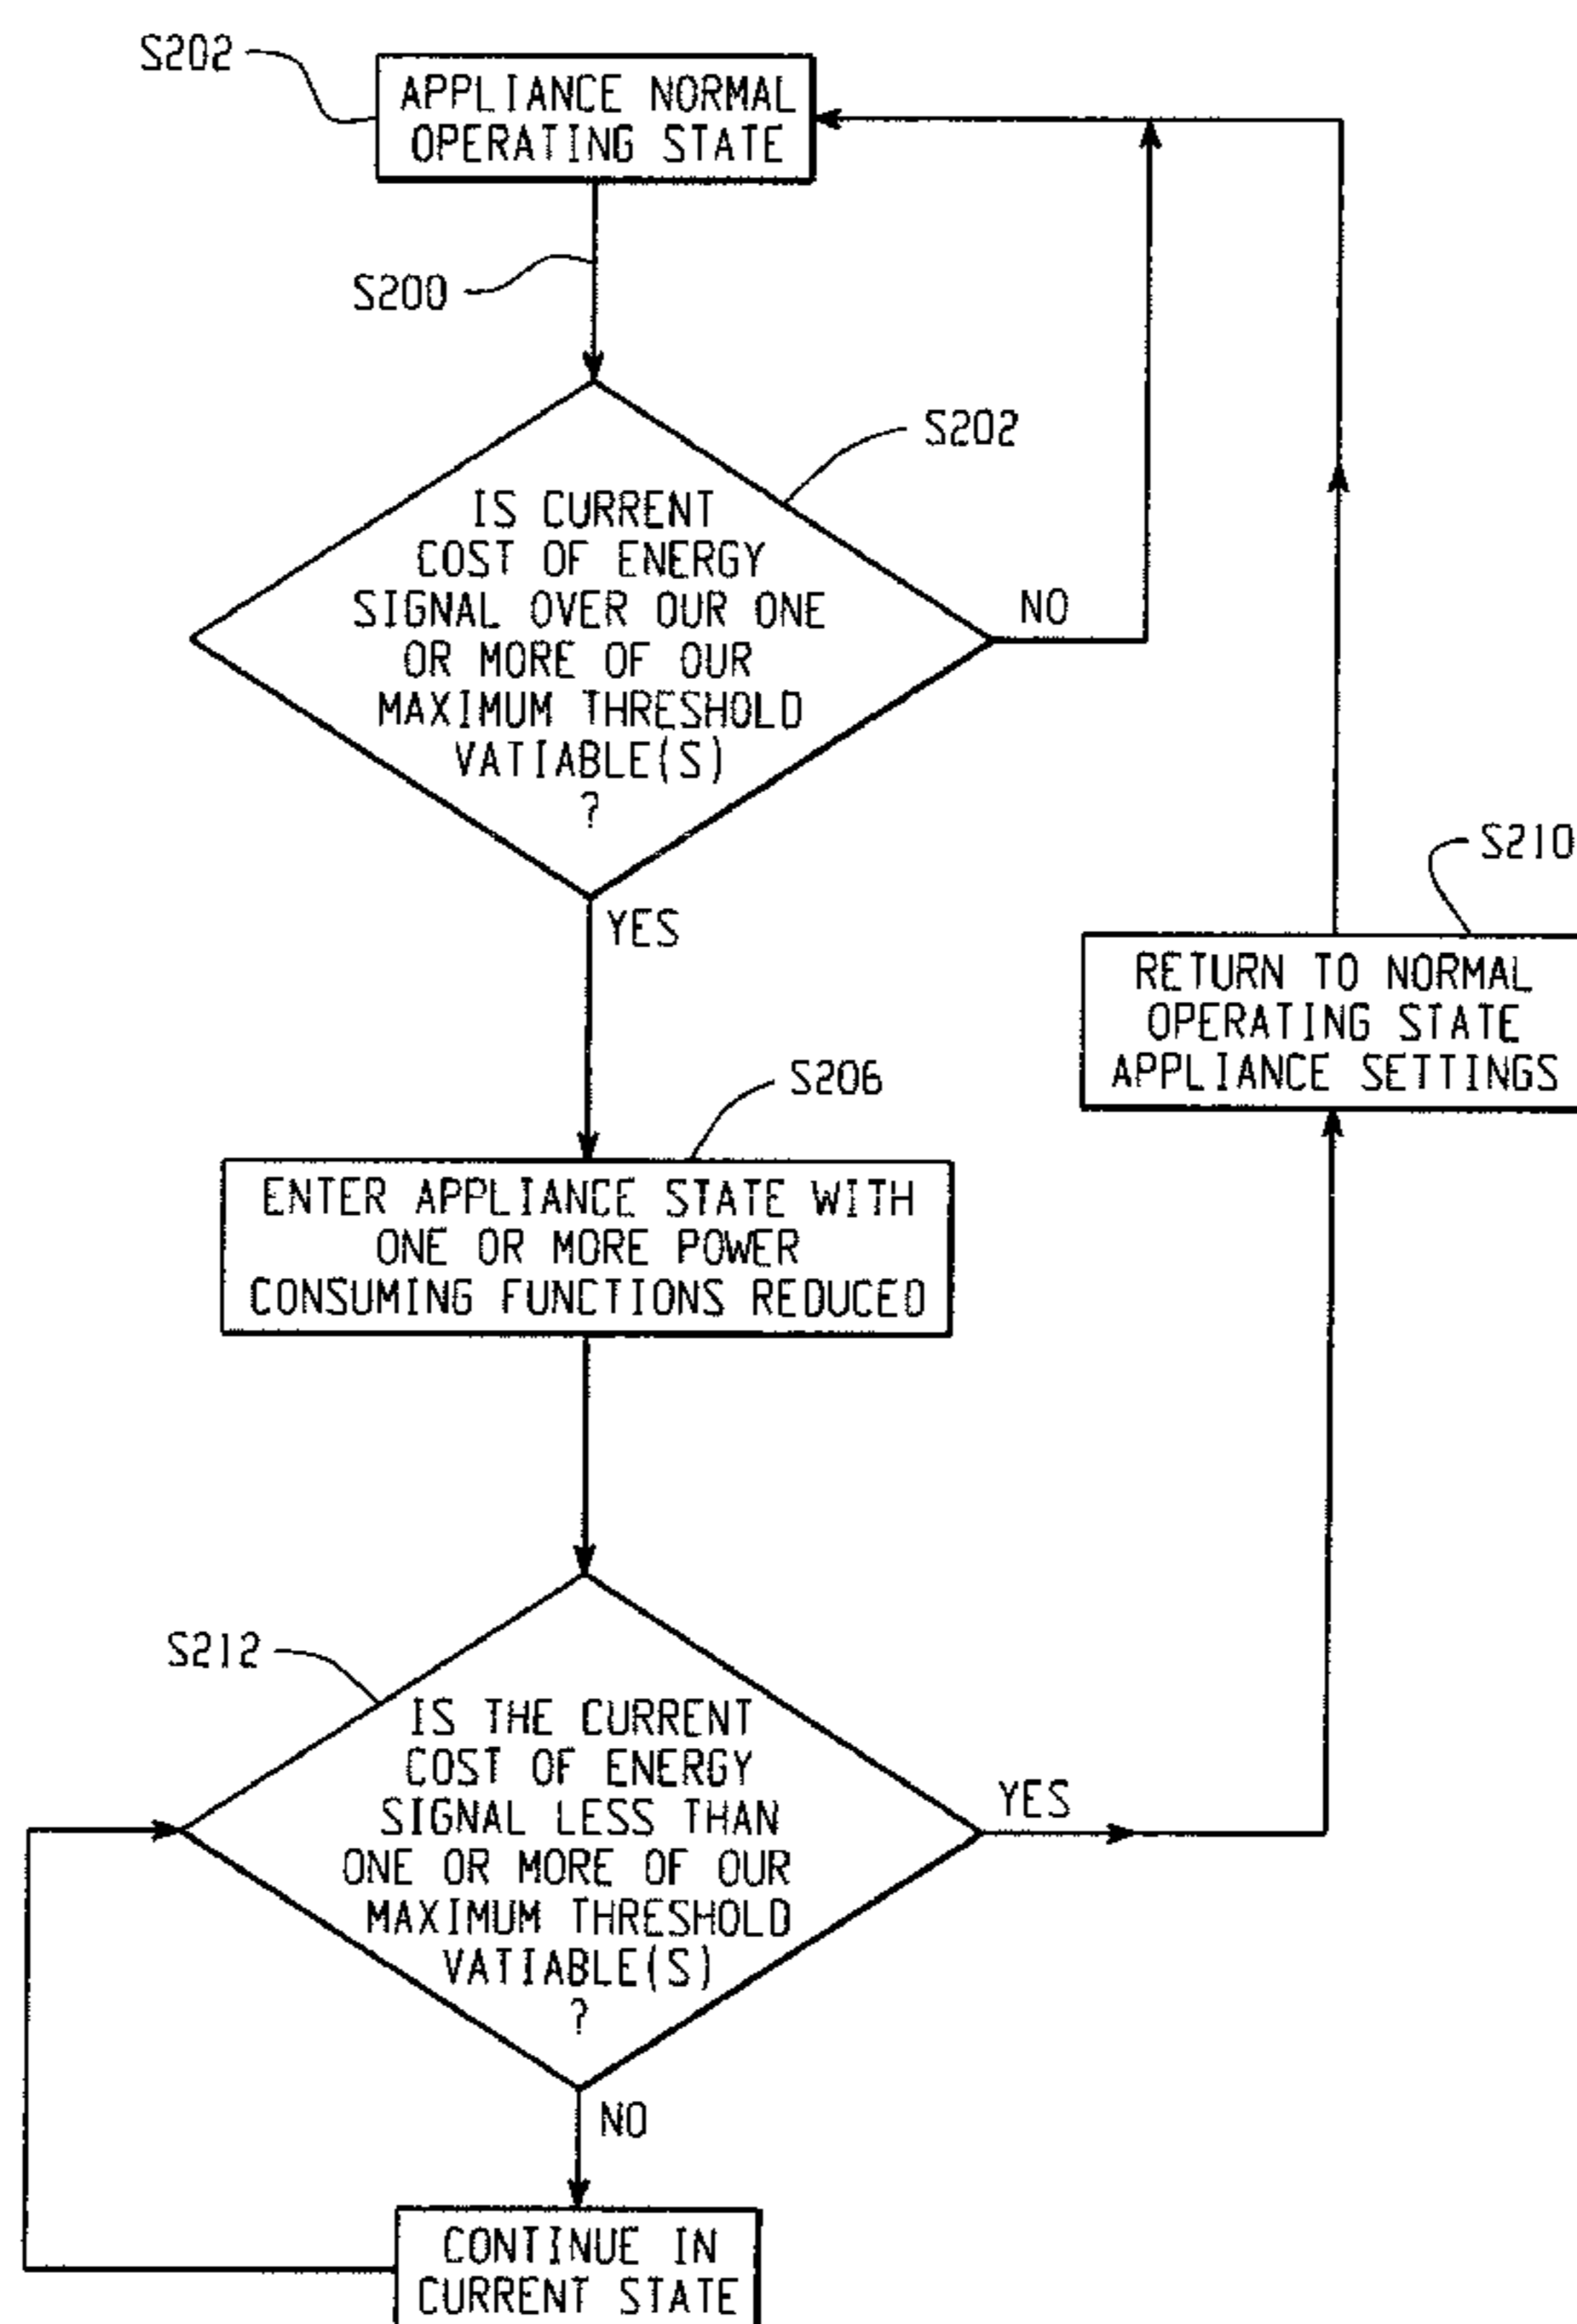 S202
APPLIANCE NORMAL
OPERATING STATE
S200
S202
IS CURRENT
COST OF ENERGY
SIGNAL OVER OUR ONE
OR MORE OF OUR
MAXIMUM THRESHOLD
VATIABLE(S)
?
NO
YES
S210
RETURN TO NORMAL
OPERATING STATE
APPLIANCE SETTINGS
S206
ENTER APPLIANCE STATE WITH
ONE OR MORE POWER
CONSUMING FUNCTIONS REDUCED
S212
IS THE CURRENT
COST OF ENERGY
SIGNAL LESS THAN
ONE OR MORE OF OUR
MAXIMUM THRESHOLD
VATIABLE(S)
?
YES
NO
CONTINUE IN
CURRENT STATE